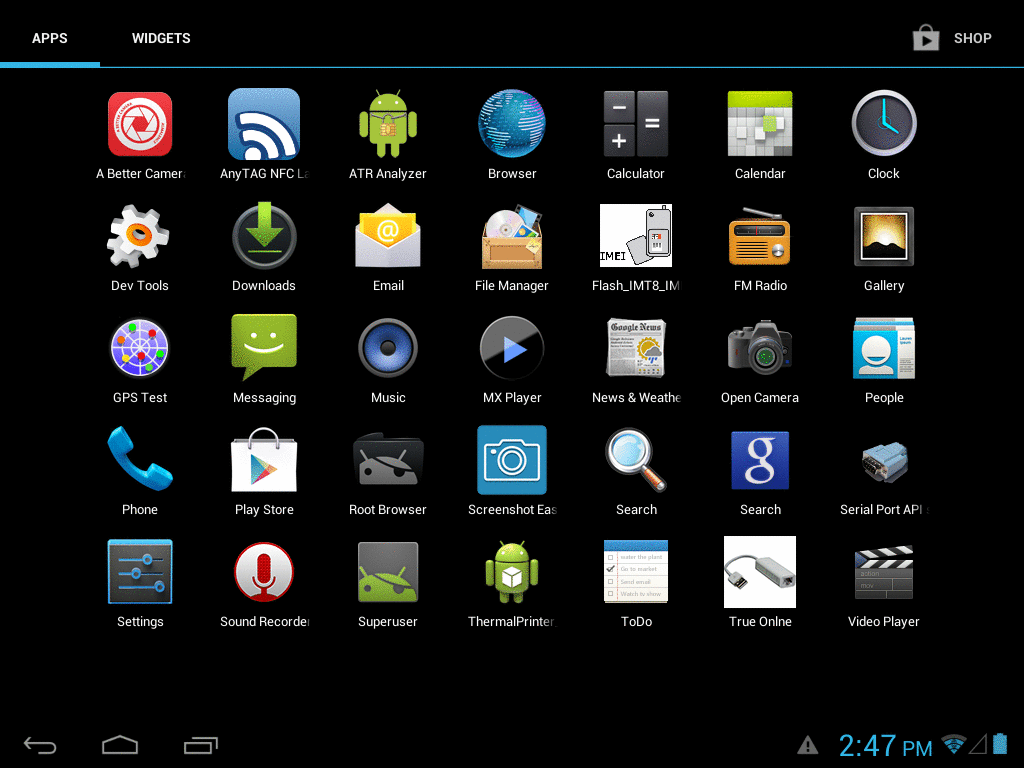 APPS
WIDGETS
SHOP
A Better Camera
AnyTAG NFC La
ATR Analyzer
Browser
Calculator
Calendar
Clock
Dev Tools
Downloads
Email
File Manager
IMEI
Flash_IMT8_IM
FM Radio
Gallery
GPS Test
Messaging
Music
MX Player
Google News
News & Weathe
Open Camera
People
Phone
Play Store
Root Browser
Screenshot Eas
Search
Search
Serial Port API s
Settings
Sound Recorder
Superuser
ThermalPrinter
water the plant
Go to market
Send email
Watch tv show
ToDo
True Onlne
action
mov
Video Player
2:47 PM